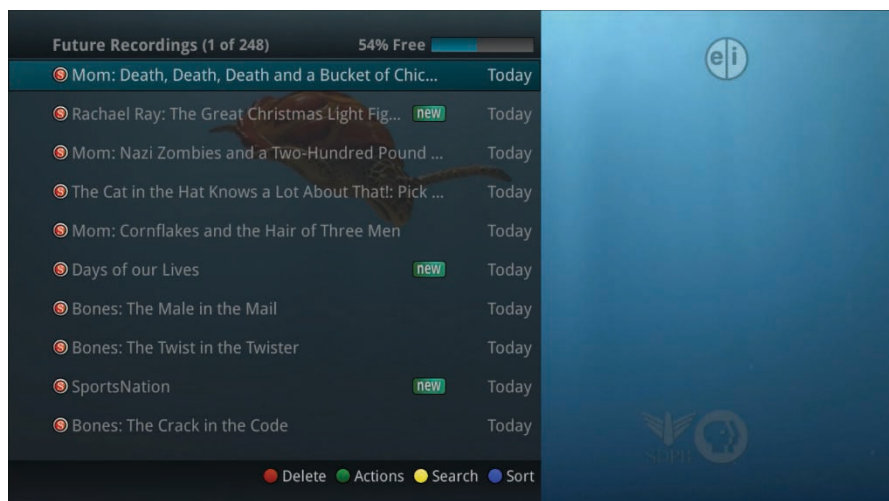 Future Recordings (1 of 248) 54% Free
S Mom: Death, Death, Death and a Bucket of Chic... Today
S Rachael Ray: The Great Christmas Light Fig... new Today
S Mom: Nazi Zombies and a Two-Hundred Pound ... Today
S The Cat in the Hat Knows a Lot About That!: Pick ... Today
S Mom: Cornflakes and the Hair of Three Men Today
S Days of our Lives new Today
S Bones: The Male in the Mail Today
S Bones: The Twist in the Twister Today
S SportsNation new Today
S Bones: The Crack in the Code Today
Delete Actions Search Sort
e|i
SDPB